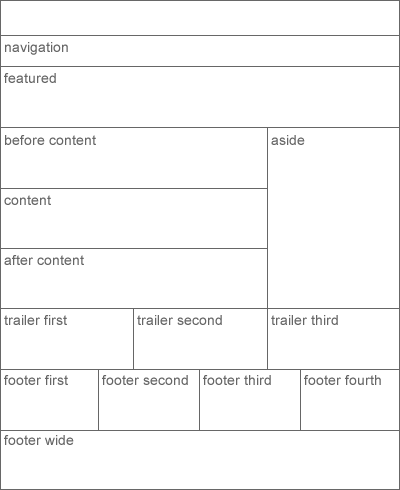 navigation
featured
before content
aside
content
after content
trailer first
trailer second
trailer third
footer first
footer second
footer third
footer fourth
footer wide